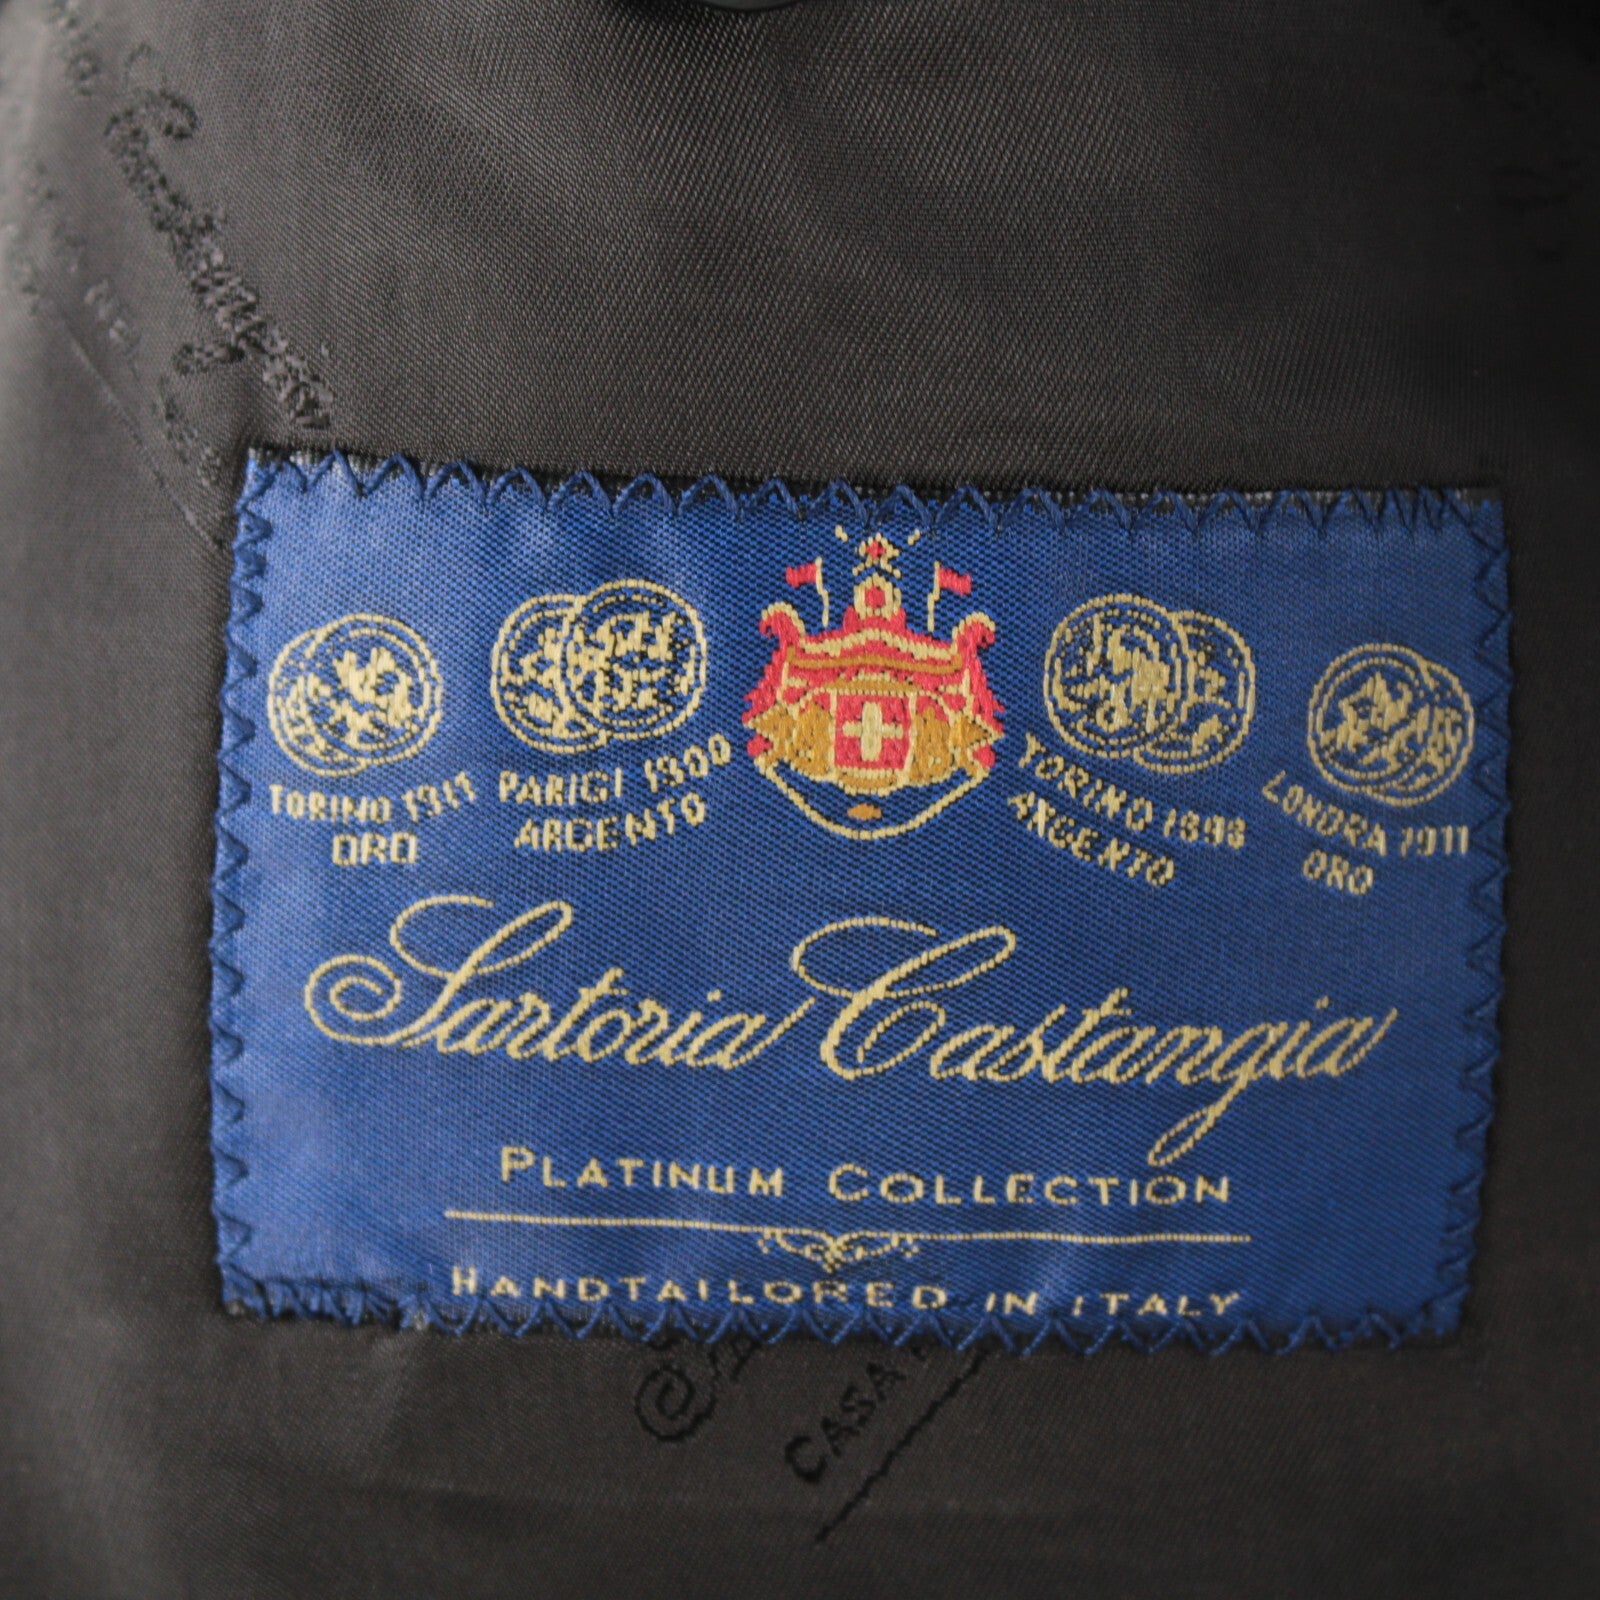 TORINO 1911
ORO
PARIGI 1900
ARGENTO
TORINO 1898
ARGENTO
LONDRA 1911
ORO
Sartoria Castangia
PLATINUM COLLECTION
HANDTAILORED IN ITALY
CASA